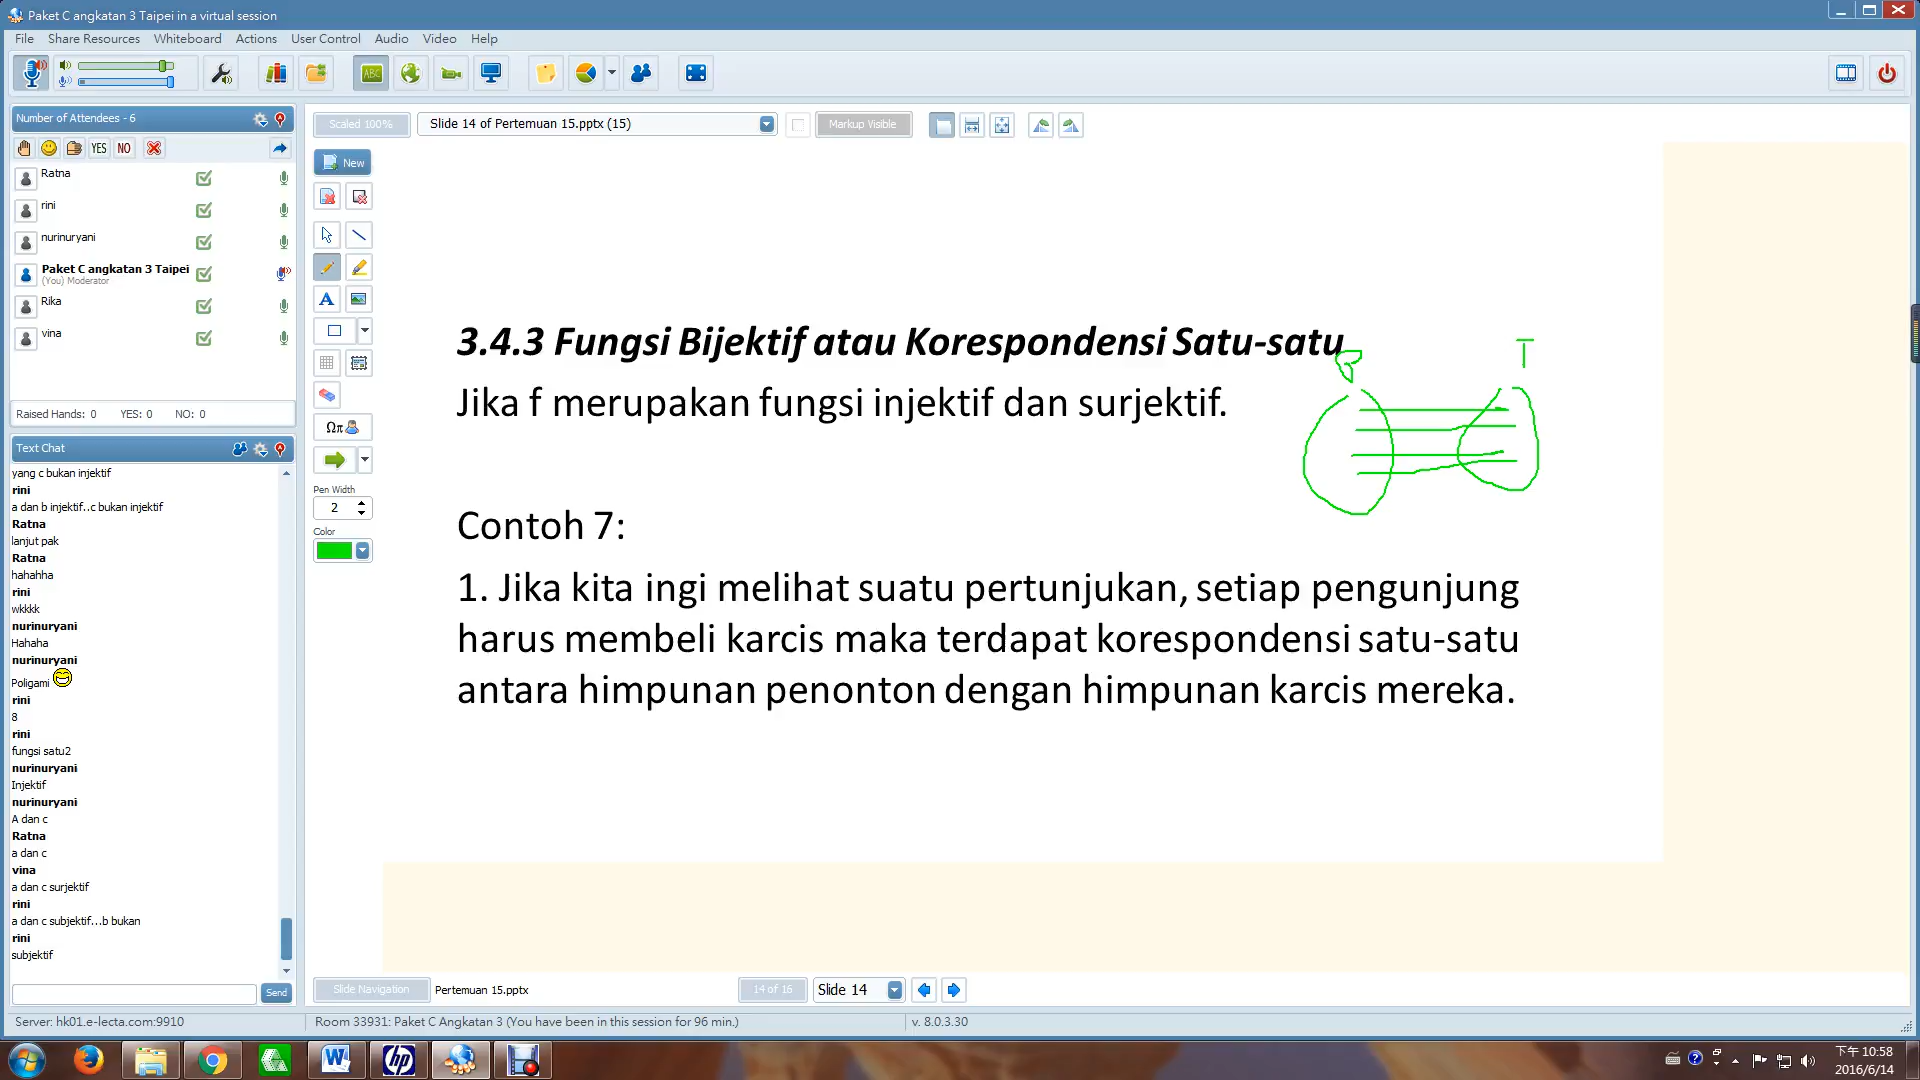 Paket C angkatan 3 Taipei in a virtual session
File Share Resources Whiteboard Actions User Control Audio Video Help
ABC
Number of Attendees - 6
YES NO
Ratna
rini
nurinuryani
Paket C angkatan 3 Taipei
(You) Moderator
Rika
vina
Raised Hands: 0 YES: 0 NO: 0
Text Chat
yang c bukan injektif
rini
a dan b injektif..c bukan injektif
Ratna
lanjut pak
Ratna
hahahha
rini
wkkkk
nurinuryani
Hahaha
nurinuryani
Poligami
rini
8
rini
fungsi satu2
nurinuryani
Injektif
nurinuryani
A dan c
Ratna
a dan c
vina
a dan c surjektif
rini
a dan c subjektif...b bukan
rini
subjektif
Send
Scaled 100%
Slide 14 of Pertemuan 15.pptx (15)
Markup Visible
New
A
Ωπ
Pen Width
2
Color
3.4.3 Fungsi Bijektif atau Korespondensi Satu-satu
T
Jika f merupakan fungsi injektif dan surjektif.
Contoh 7:
1. Jika kita ingi melihat suatu pertunjukan, setiap pengunjung
harus membeli karcis maka terdapat korespondensi satu-satu
antara himpunan penonton dengan himpunan karcis mereka.
Slide Navigation
Pertemuan 15.pptx
14 of 16
Slide 14
Server: hk01.e-lecta.com:9910
Room 33931: Paket C Angkatan 3 (You have been in this session for 96 min.)
v. 8.0.3.30
W
hp
下午 10:58
2016/6/14